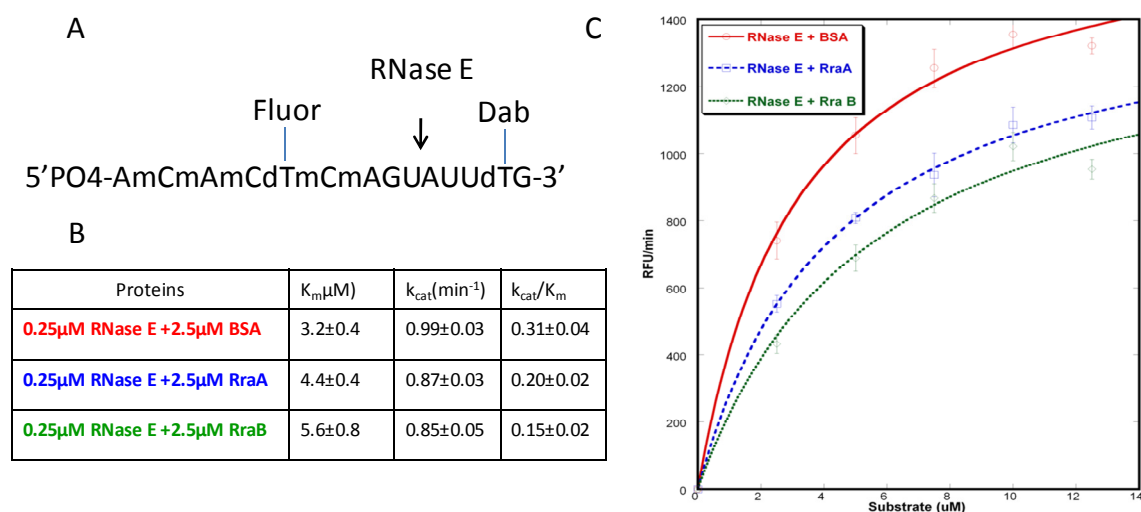 A
RNase E
Fluor
Dab
5'PO4-AmCmAmCdTmCmAGUAUUdTG-3'
B
Proteins KmµM) kcat(min-1) kcat/Km
0.25µM RNase E +2.5µM BSA 3.2±0.4 0.99±0.03 0.31±0.04
0.25µM RNase E +2.5µM RraA 4.4±0.4 0.87±0.03 0.20±0.02
0.25µM RNase E +2.5µM RraB 5.6±0.8 0.85±0.05 0.15±0.02
C
RNase E + BSA
RNase E + RraA
RNase E + Rra B
1400
1200
1000
800
600
400
200
0
RFU/min
0 2 4 6 8 10 12 14
Substrate (uM)